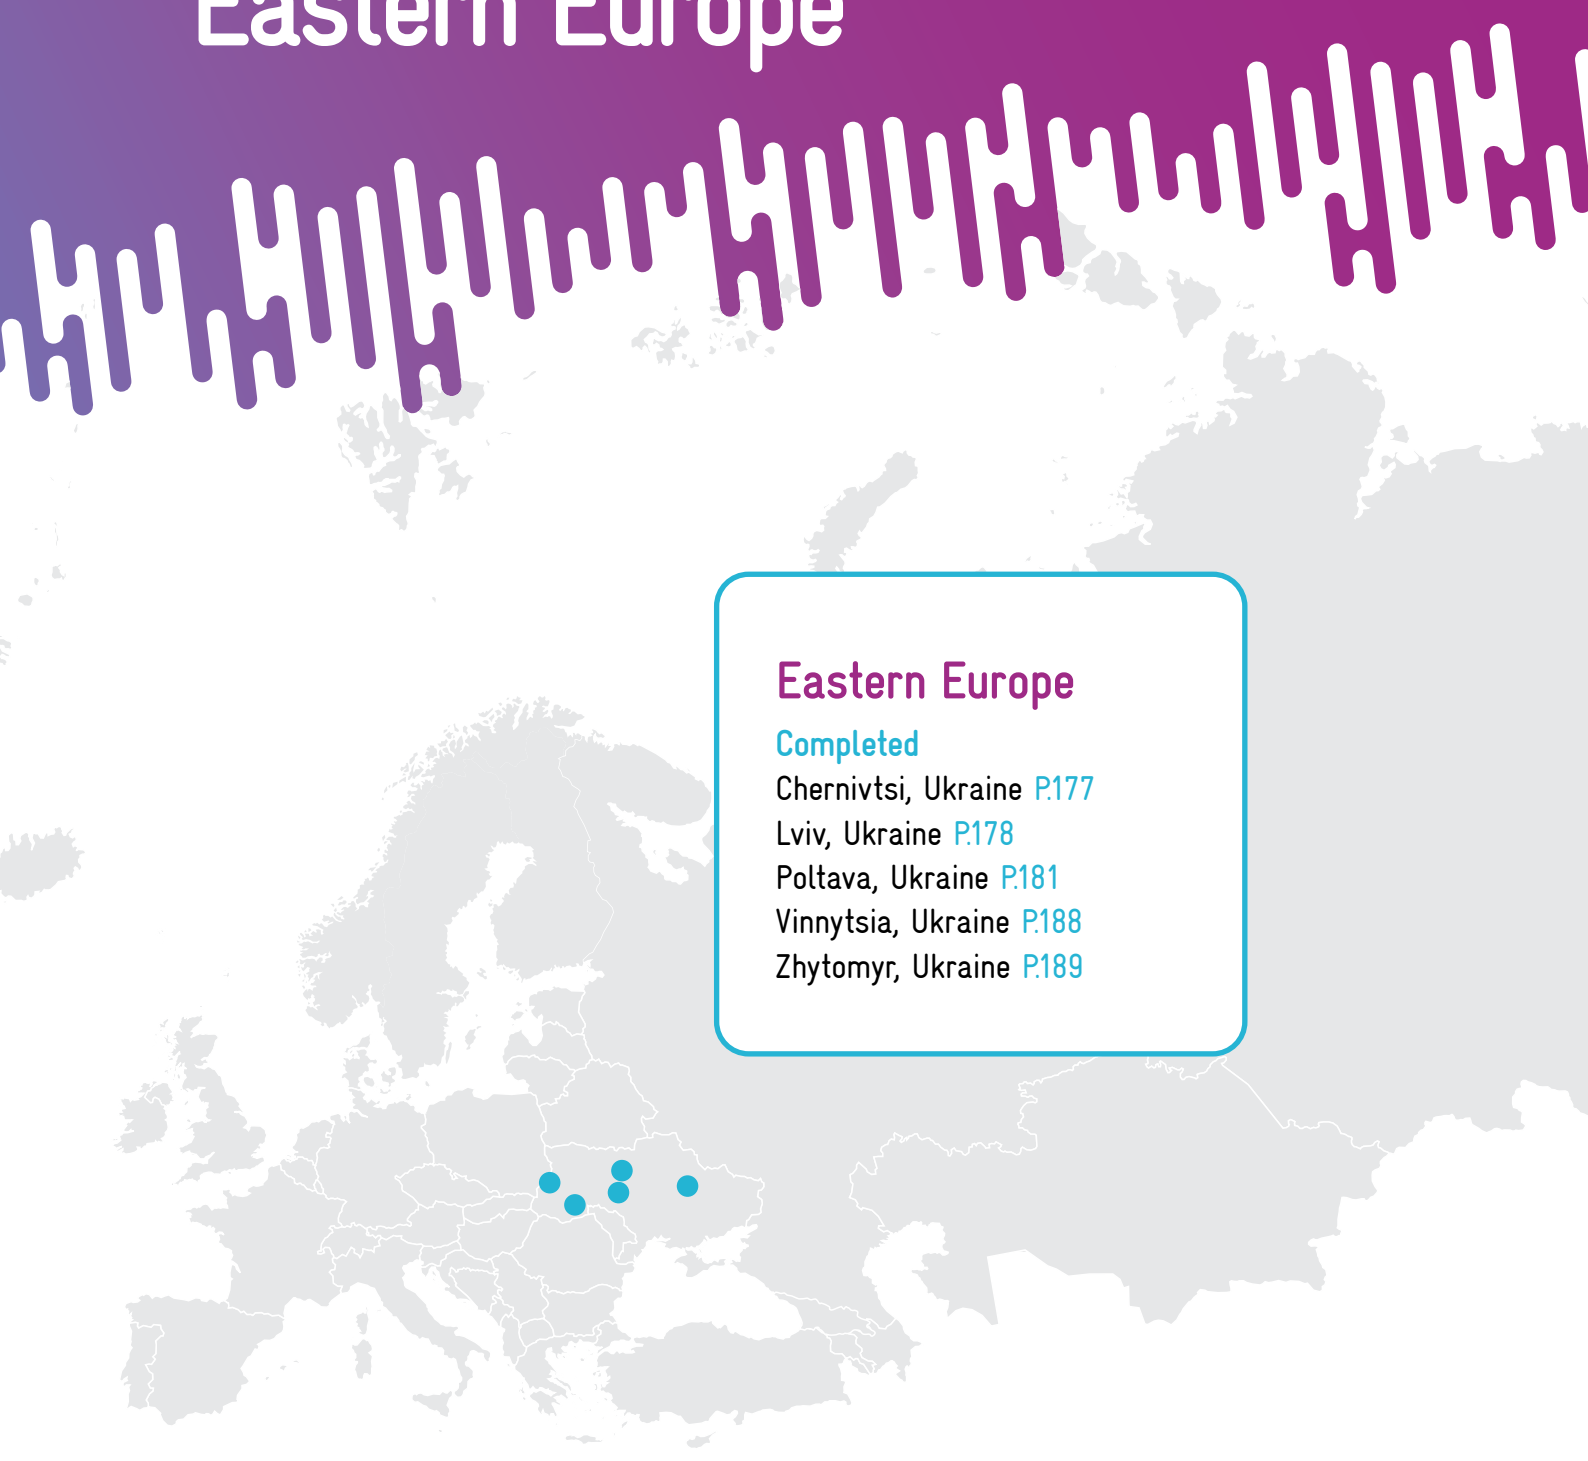 Eastern Europe
Eastern Europe
Completed
Chernivtsi, Ukraine P.177
Lviv, Ukraine P.178
Poltava, Ukraine P.181
Vinnytsia, Ukraine P.188
Zhytomyr, Ukraine P.189